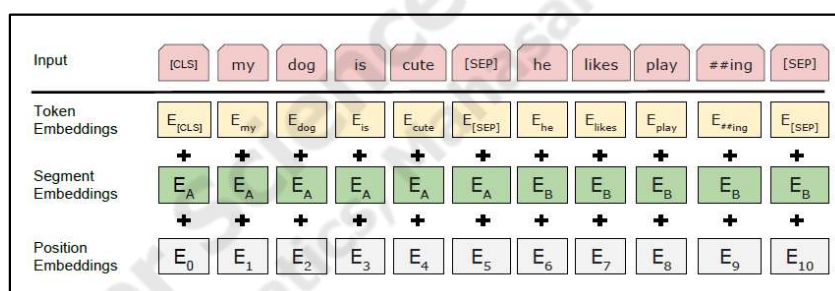 Input [CLS] my dog is cute [SEP] he likes play ##ing [SEP]
Token Embeddings E[CLS] Emy Edog Eis Ecute E[SEP] Ehe Elikes Eplay E##ing E[SEP]
+ + + + + + + + + + +
Segment Embeddings EA EA EA EA EA EA EB EB EB EB EB
+ + + + + + + + + + +
Position Embeddings E0 E1 E2 E3 E4 E5 E6 E7 E8 E9 E10